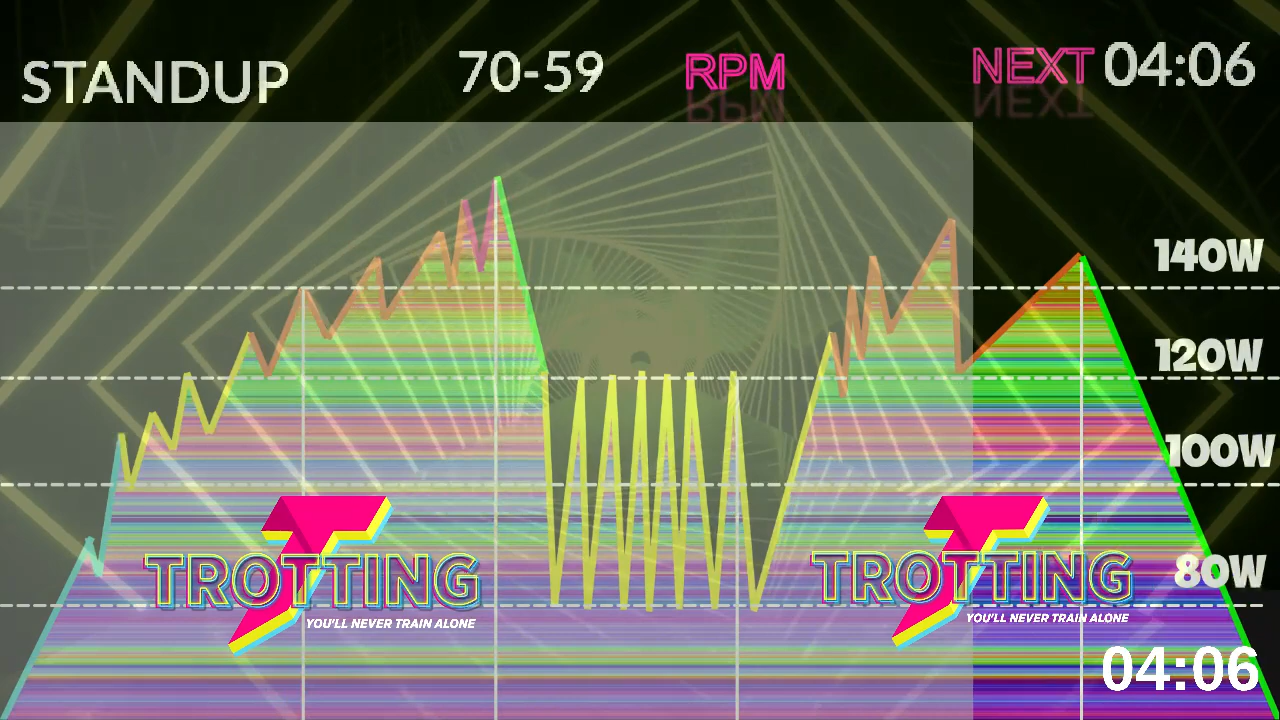 STANDUP 70-59 RPM NEXT 04:06
140W
120W
100W
80W
TROTTING
YOU'LL NEVER TRAIN ALONE
TROTTING
YOU'LL NEVER TRAIN ALONE
04:06